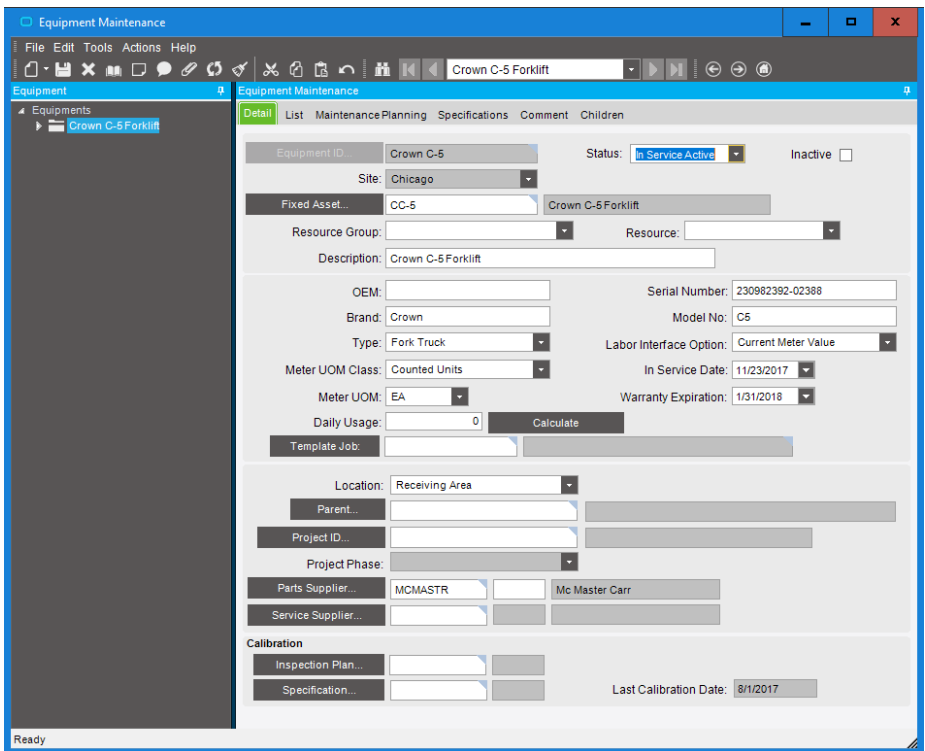 Equipment Maintenance
File Edit Tools Actions Help
Crown C-5 Forklift
Equipment
Equipments
Crown C-5 Forklift
Equipment Maintenance
Detail List Maintenance Planning Specifications Comment Children
Equipment ID... Crown C-5 Status: In Service Active Inactive
Site: Chicago
Fixed Asset... CC-5 Crown C-5 Forklift
Resource Group: Resource:
Description: Crown C-5 Forklift
OEM: Serial Number: 230982392-02388
Brand: Crown Model No: C5
Type: Fork Truck Labor Interface Option: Current Meter Value
Meter UOM Class: Counted Units In Service Date: 11/23/2017
Meter UOM: EA Warranty Expiration: 1/31/2018
Daily Usage: 0 Calculate
Template Job:
Location: Receiving Area
Parent...
Project ID...
Project Phase:
Parts Supplier... MCMASTR Mc Master Carr
Service Supplier...
Calibration
Inspection Plan...
Specification... Last Calibration Date: 8/1/2017
Ready